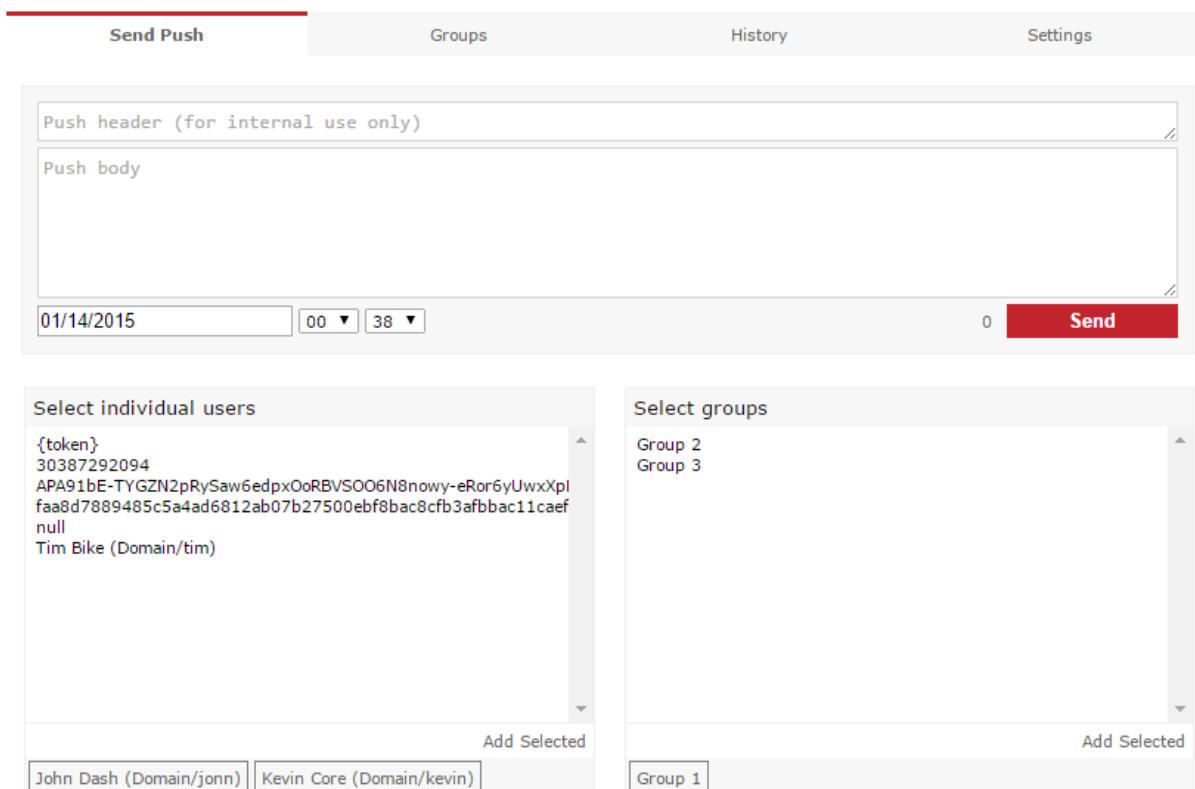 Send Push Groups History Settings
Push header (for internal use only)
Push body
01/14/2015 00 38 0 Send
Select individual users
{token}
30387292094
APA91bE-TYGZN2pRySaw6edpxOoRBVSOO6N8nowy-eRor6yUwxXp
faa8d7889485c5a4ad6812ab07b27500ebf8bac8cfb3afbbac11caef
null
Tim Bike (Domain/tim)
Add Selected
John Dash (Domain/jonn) Kevin Core (Domain/kevin)
Select groups
Group 2
Group 3
Add Selected
Group 1